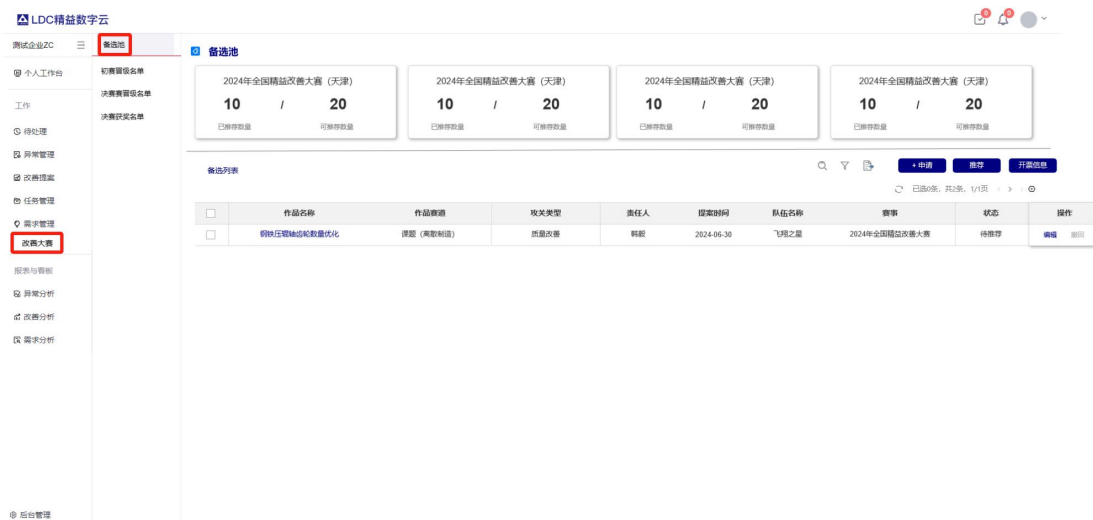 LDC精益数字云
0
0
测试企业ZC
备选池
个人工作台
工作
待处理
异常管理
改善提案
任务管理
需求管理
改善大赛
报表与看板
异常分析
改善分析
需求分析
后台管理
初赛晋级名单
决赛赛晋级名单
决赛获奖名单
备选池
2024年全国精益改善大赛（天津）
10 / 20
已推荐数量 可推荐数量
2024年全国精益改善大赛（天津）
10 / 20
已推荐数量 可推荐数量
2024年全国精益改善大赛（天津）
10 / 20
已推荐数量 可推荐数量
2024年全国精益改善大赛（天津）
10 / 20
已推荐数量 可推荐数量
备选列表
+ 申请 推荐 开票信息
已选0条，共2条，1/1页
作品名称 作品赛道 攻关类型 责任人 提案时间 队伍名称 赛事 状态 操作
钢铁压辊轴齿轮数量优化 课题（离散制造） 质量改善 韩毅 2024-06-30 飞翔之星 2024年全国精益改善大赛 待推荐 编辑 撤回